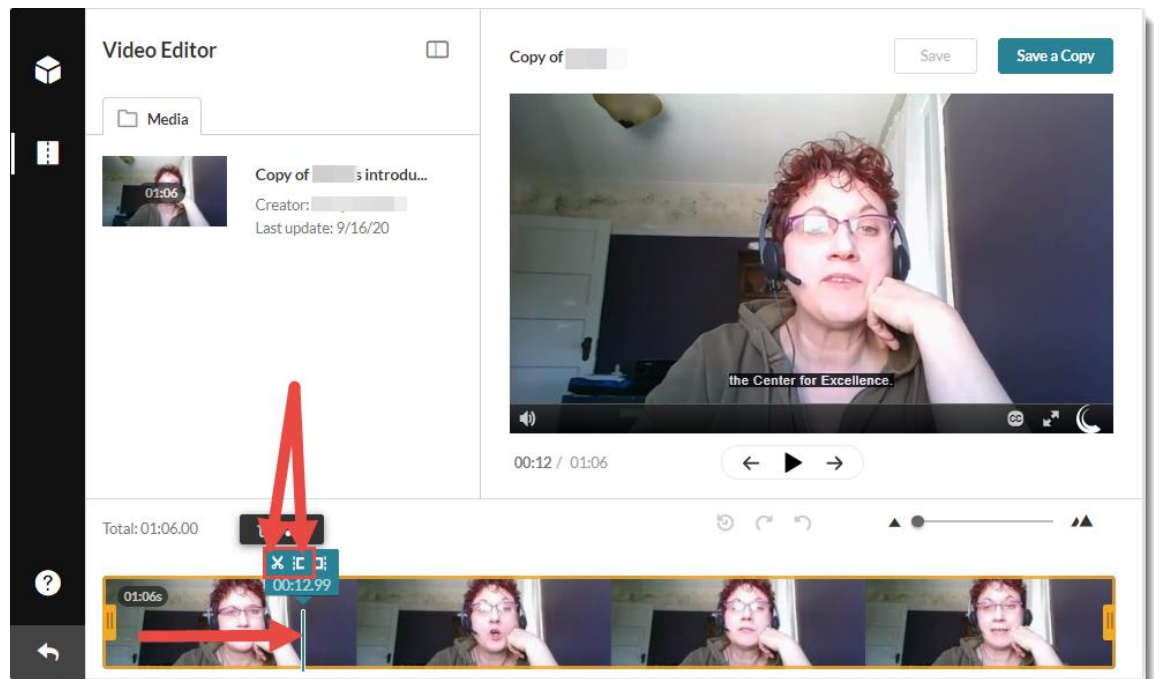 Video Editor
Copy of
Save
Save a Copy
Media
01:06
Copy of s introdu...
Creator:
Last update: 9/16/20
the Center for Excellence.
CC
00:12 / 01:06
Total: 01:06.00
00:12.99
01:06s
?